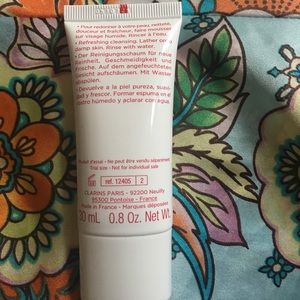 • Pour redonner à votre peau, netteté,
douceur et fraîcheur, faire mousser
sur visage humide. Rincer à l'eau.
• Refreshing cleansing. Lather on
damp skin. Rinse with water.
• Der Reinigungsschaum für neue
Reinheit, Geschmeidigkeit und
Frische. Auf dem angefeuchteten
Gesicht aufschäumen. Mit Wasser
abspülen.
• Devuelve a la piel pureza, suavi-
dad y frescor. Formar espuma en el
rostro húmedo y aclarar con agua.
Produit d'essai - Ne peut être vendu séparément
Trial size - Not for individual sale
ref. 12405 2
CLARINS PARIS - 92200 Neuilly
95300 Pontoise - France
Made in France - Marques déposées
30 mL 0.8 Oz. Net Wt.